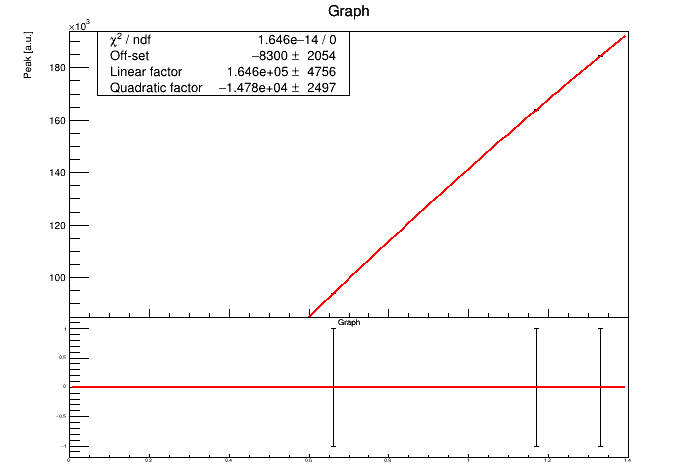 Graph
×10³
Peak [a.u.]
χ² / ndf 1.646e−14 / 0
Off-set −8300 ± 2054
Linear factor 1.646e+05 ± 4756
Quadratic factor −1.478e+04 ± 2497
180
160
140
120
100
Graph
1
0.5
0
−0.5
−1
0 0.2 0.4 0.6 0.8 1 1.2 1.4